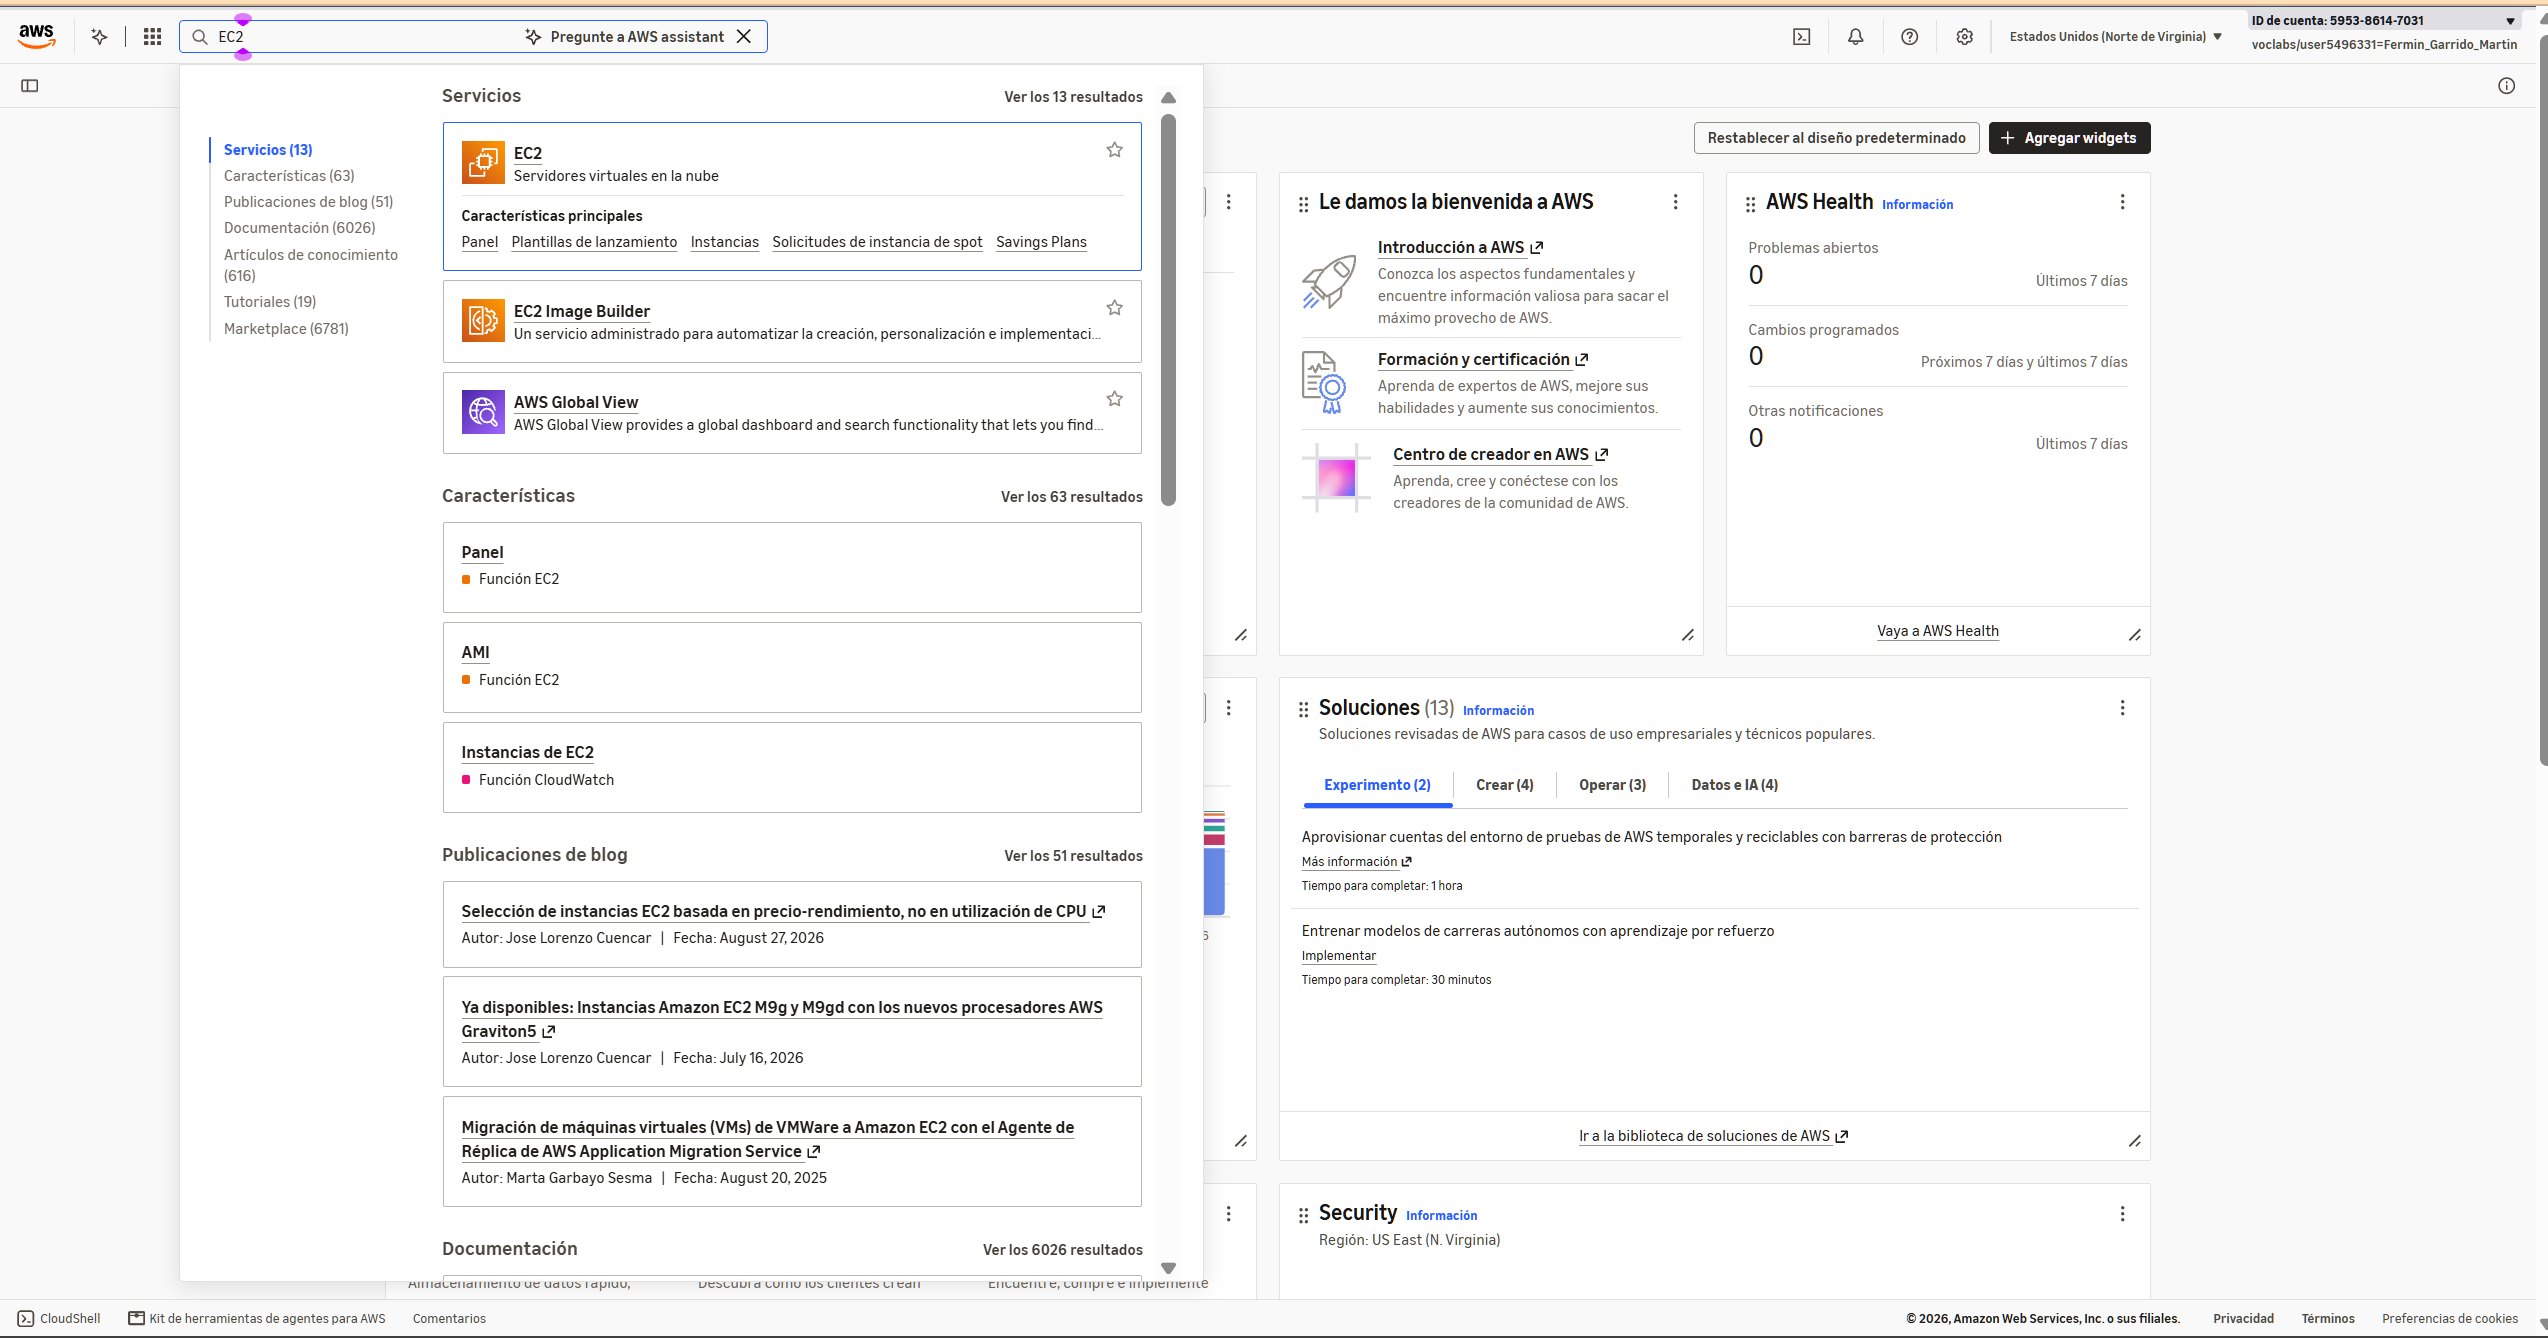 aws
EC2
Pregunte a AWS assistant
Estados Unidos (Norte de Virginia)
ID de cuenta: 5953-8614-7031
voclabs/user5496331=Fermin_Garrido_Martin
Servicios (13)
Características (63)
Publicaciones de blog (51)
Documentación (6026)
Artículos de conocimiento
(616)
Tutoriales (19)
Marketplace (6781)
Servicios
Ver los 13 resultados
EC2
Servidores virtuales en la nube
Características principales
Panel Plantillas de lanzamiento Instancias Solicitudes de instancia de spot Savings Plans
EC2 Image Builder
Un servicio administrado para automatizar la creación, personalización e implementaci...
AWS Global View
AWS Global View provides a global dashboard and search functionality that lets you find...
Características
Ver los 63 resultados
Panel
Función EC2
AMI
Función EC2
Instancias de EC2
Función CloudWatch
Publicaciones de blog
Ver los 51 resultados
Selección de instancias EC2 basada en precio-rendimiento, no en utilización de CPU
Autor: Jose Lorenzo Cuencar | Fecha: August 27, 2026
Ya disponibles: Instancias Amazon EC2 M9g y M9gd con los nuevos procesadores AWS
Graviton5
Autor: Jose Lorenzo Cuencar | Fecha: July 16, 2026
Migración de máquinas virtuales (VMs) de VMWare a Amazon EC2 con el Agente de
Réplica de AWS Application Migration Service
Autor: Marta Garbayo Sesma | Fecha: August 20, 2025
Documentación
Ver los 6026 resultados
Almacenamiento de datos rápido,
Descubra cómo los clientes crean
Encuentre, compre e implemente
6
Restablecer al diseño predeterminado
Agregar widgets
Le damos la bienvenida a AWS
Introducción a AWS
Conozca los aspectos fundamentales y
encuentre información valiosa para sacar el
máximo provecho de AWS.
Formación y certificación
Aprenda de expertos de AWS, mejore sus
habilidades y aumente sus conocimientos.
Centro de creador en AWS
Aprenda, cree y conéctese con los
creadores de la comunidad de AWS.
AWS Health Información
Problemas abiertos
0
Últimos 7 días
Cambios programados
0
Próximos 7 días y últimos 7 días
Otras notificaciones
0
Últimos 7 días
Vaya a AWS Health
Soluciones (13) Información
Soluciones revisadas de AWS para casos de uso empresariales y técnicos populares.
Experimento (2) Crear (4) Operar (3) Datos e IA (4)
Aprovisionar cuentas del entorno de pruebas de AWS temporales y reciclables con barreras de protección
Más información
Tiempo para completar: 1 hora
Entrenar modelos de carreras autónomos con aprendizaje por refuerzo
Implementar
Tiempo para completar: 30 minutos
Ir a la biblioteca de soluciones de AWS
Security Información
Región: US East (N. Virginia)
CloudShell
Kit de herramientas de agentes para AWS
Comentarios
© 2026, Amazon Web Services, Inc. o sus filiales.
Privacidad
Términos
Preferencias de cookies